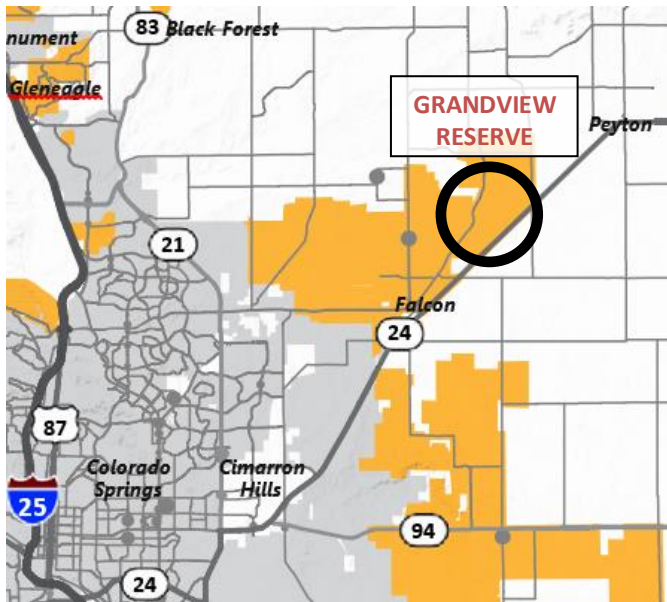 83 Black Forest
nument
Gleneagle
GRANDVIEW
RESERVE
Peyton
21
Falcon
24
87
Colorado
Springs
Cimarron
Hills
25
94
24